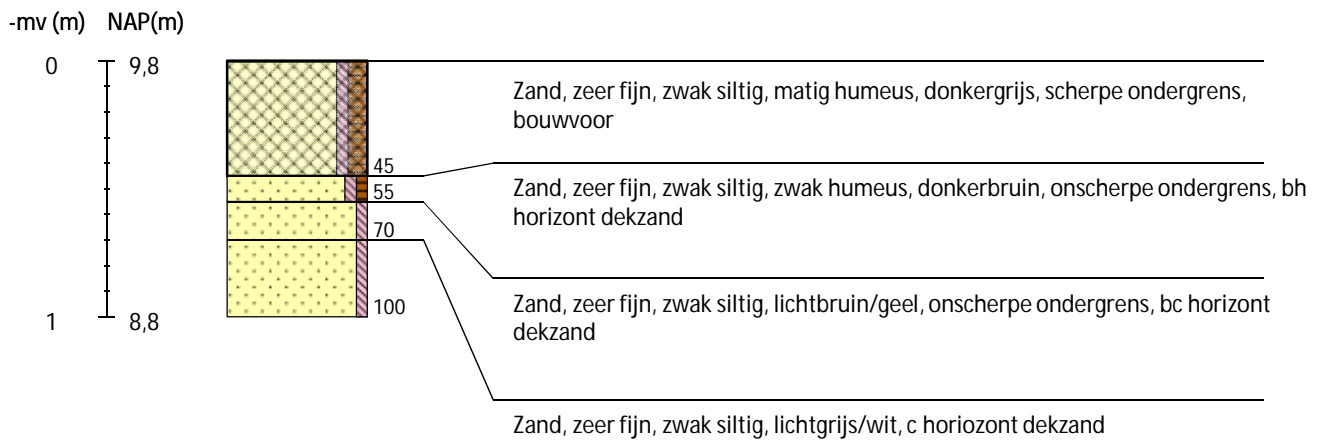 -mv (m) NAP(m)
0 9,8
Zand, zeer fijn, zwak siltig, matig humeus, donkergrijs, scherpe ondergrens,
bouwvoor
45
Zand, zeer fijn, zwak siltig, zwak humeus, donkerbruin, onscherpe ondergrens, bh
horizont dekzand
55
70
Zand, zeer fijn, zwak siltig, lichtbruin/geel, onscherpe ondergrens, bc horizont
dekzand
100
1 8,8
Zand, zeer fijn, zwak siltig, lichtgrijs/wit, c horiozont dekzand